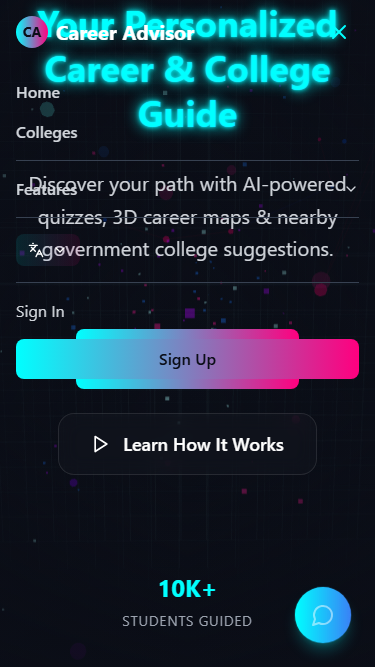 Your Personalized
CA Career Advisor
Career & College
Home
Guide
Colleges
Discover your path with AI-powered
Features
quizzes, 3D career maps & nearby
government college suggestions.
Sign In
Sign Up
Learn How It Works
10K+
STUDENTS GUIDED